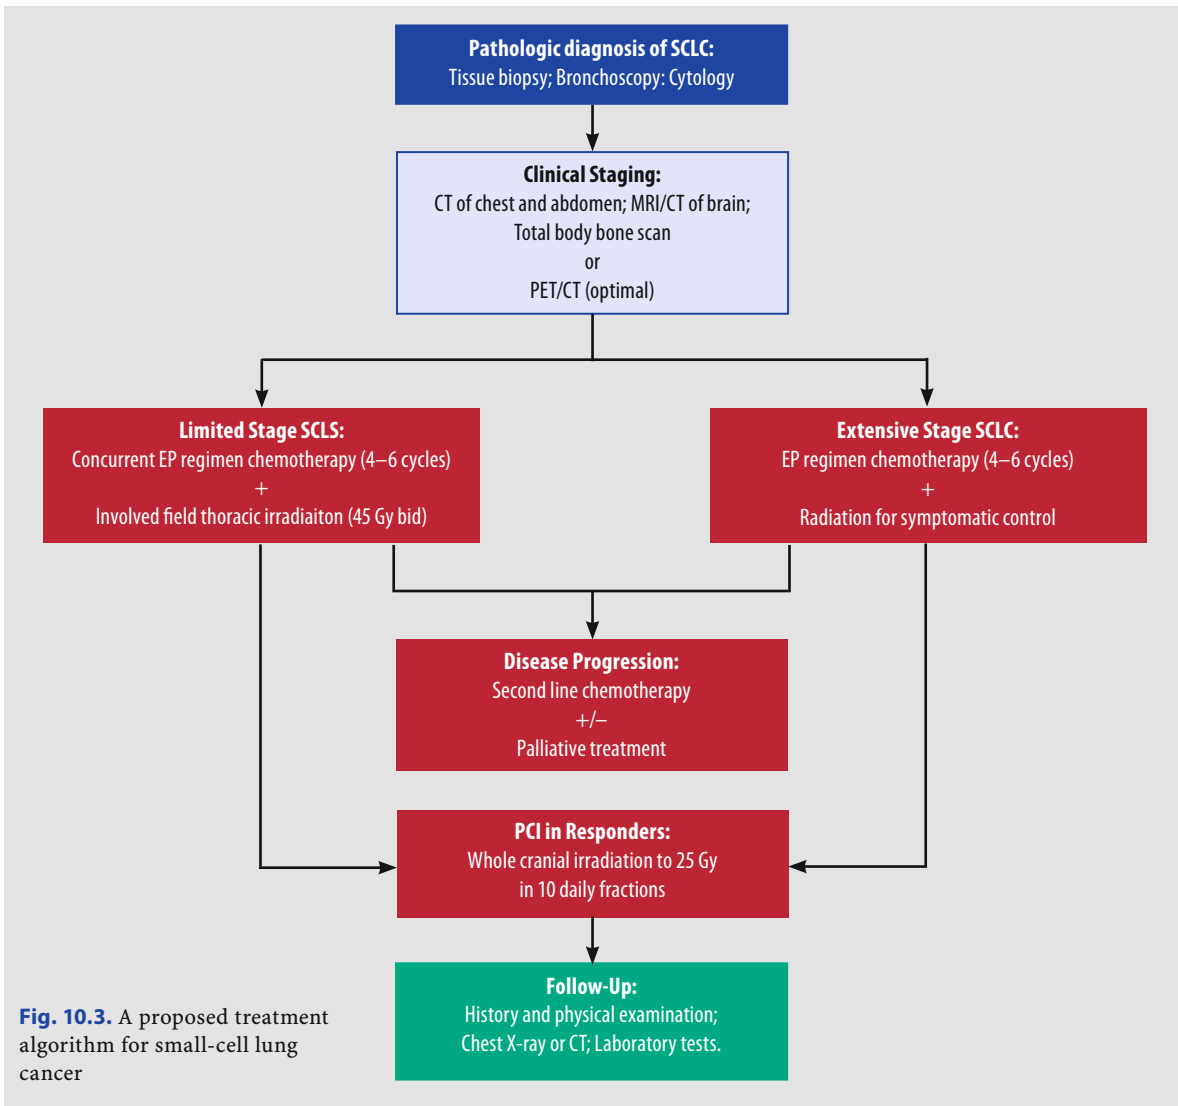 Pathologic diagnosis of SCLC:
Tissue biopsy; Bronchoscopy: Cytology
Clinical Staging:
CT of chest and abdomen; MRI/CT of brain;
Total body bone scan
or
PET/CT (optimal)
Limited Stage SCLS:
Concurrent EP regimen chemotherapy (4–6 cycles)
+
Involved field thoracic irradiaiton (45 Gy bid)
Extensive Stage SCLC:
EP regimen chemotherapy (4–6 cycles)
+
Radiation for symptomatic control
Disease Progression:
Second line chemotherapy
+/–
Palliative treatment
PCI in Responders:
Whole cranial irradiation to 25 Gy
in 10 daily fractions
Follow-Up:
History and physical examination;
Chest X-ray or CT; Laboratory tests.
Fig. 10.3. A proposed treatment
algorithm for small-cell lung
cancer